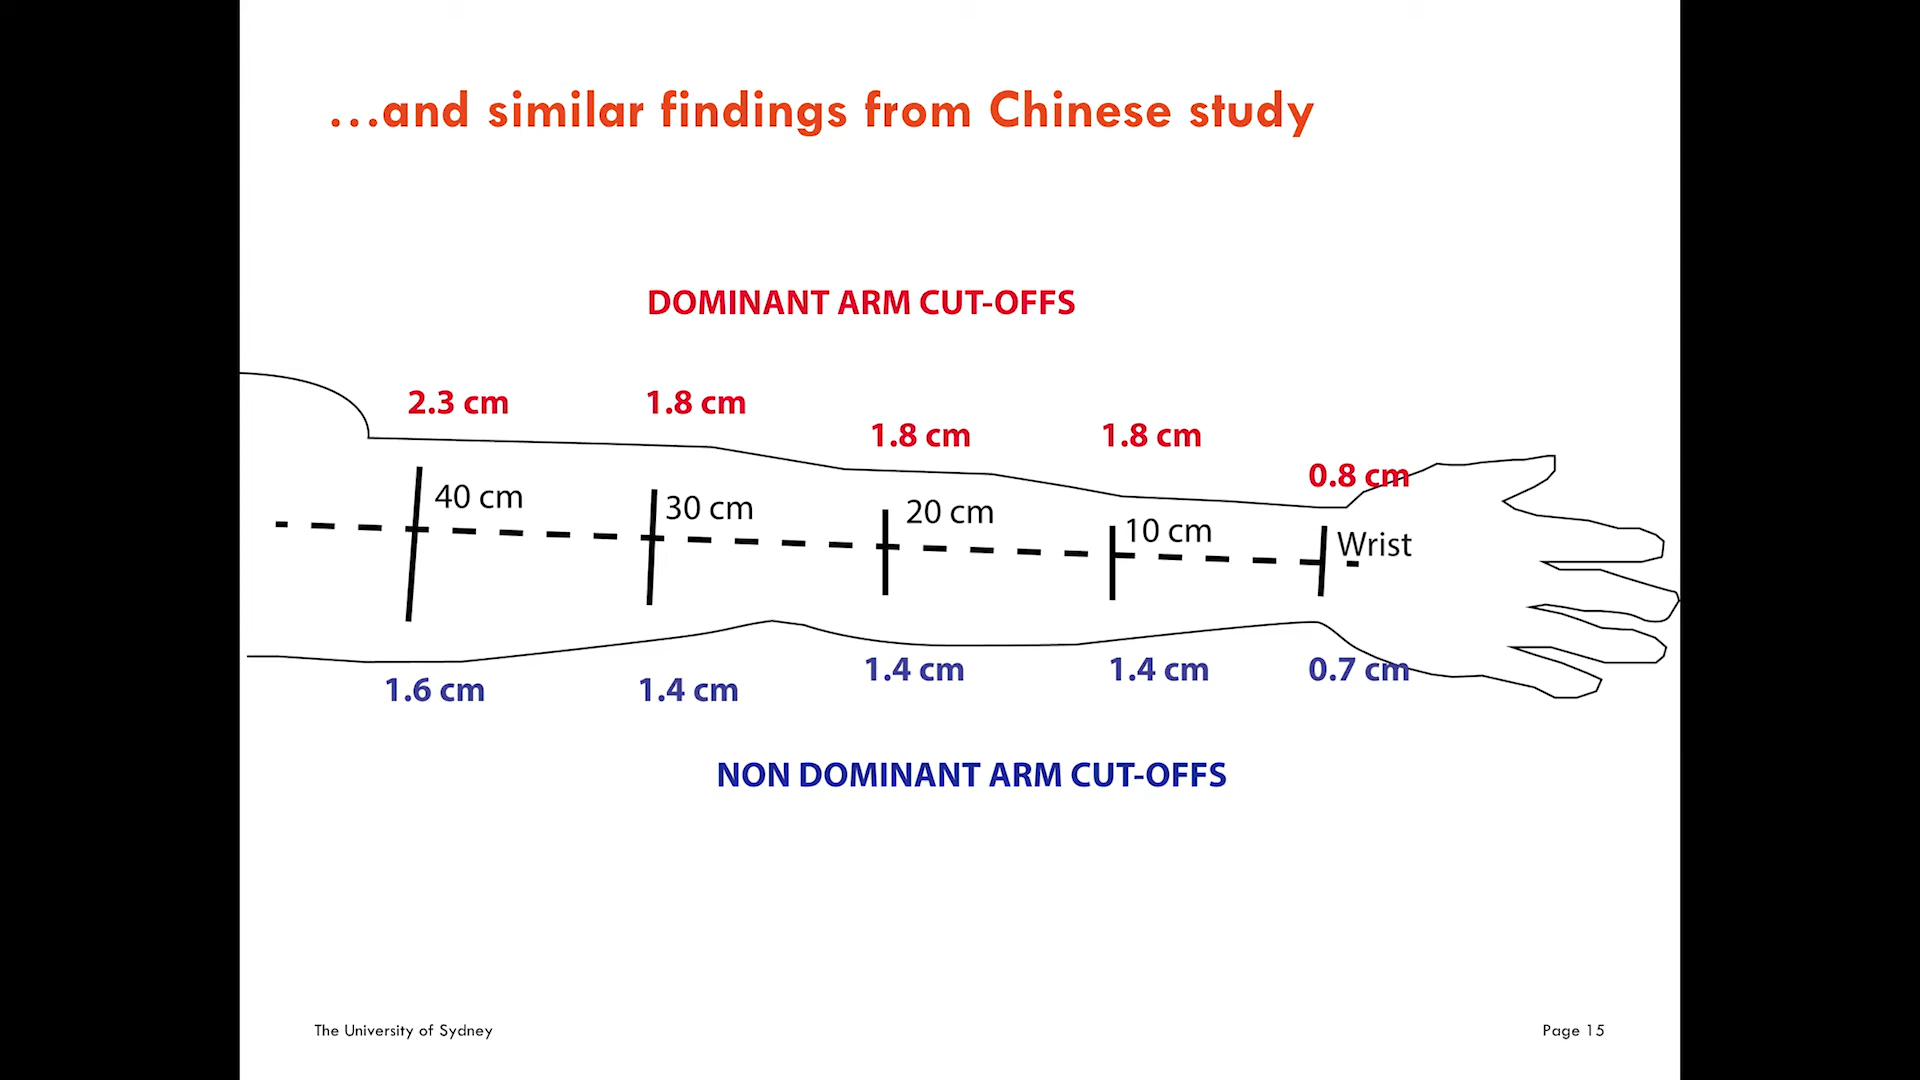 ...and similar findings from Chinese study
DOMINANT ARM CUT-OFFS
2.3 cm
1.8 cm
1.8 cm
1.8 cm
0.8 cm
40 cm
30 cm
20 cm
10 cm
Wrist
1.6 cm
1.4 cm
1.4 cm
1.4 cm
0.7 cm
NON DOMINANT ARM CUT-OFFS
The University of Sydney
Page 15